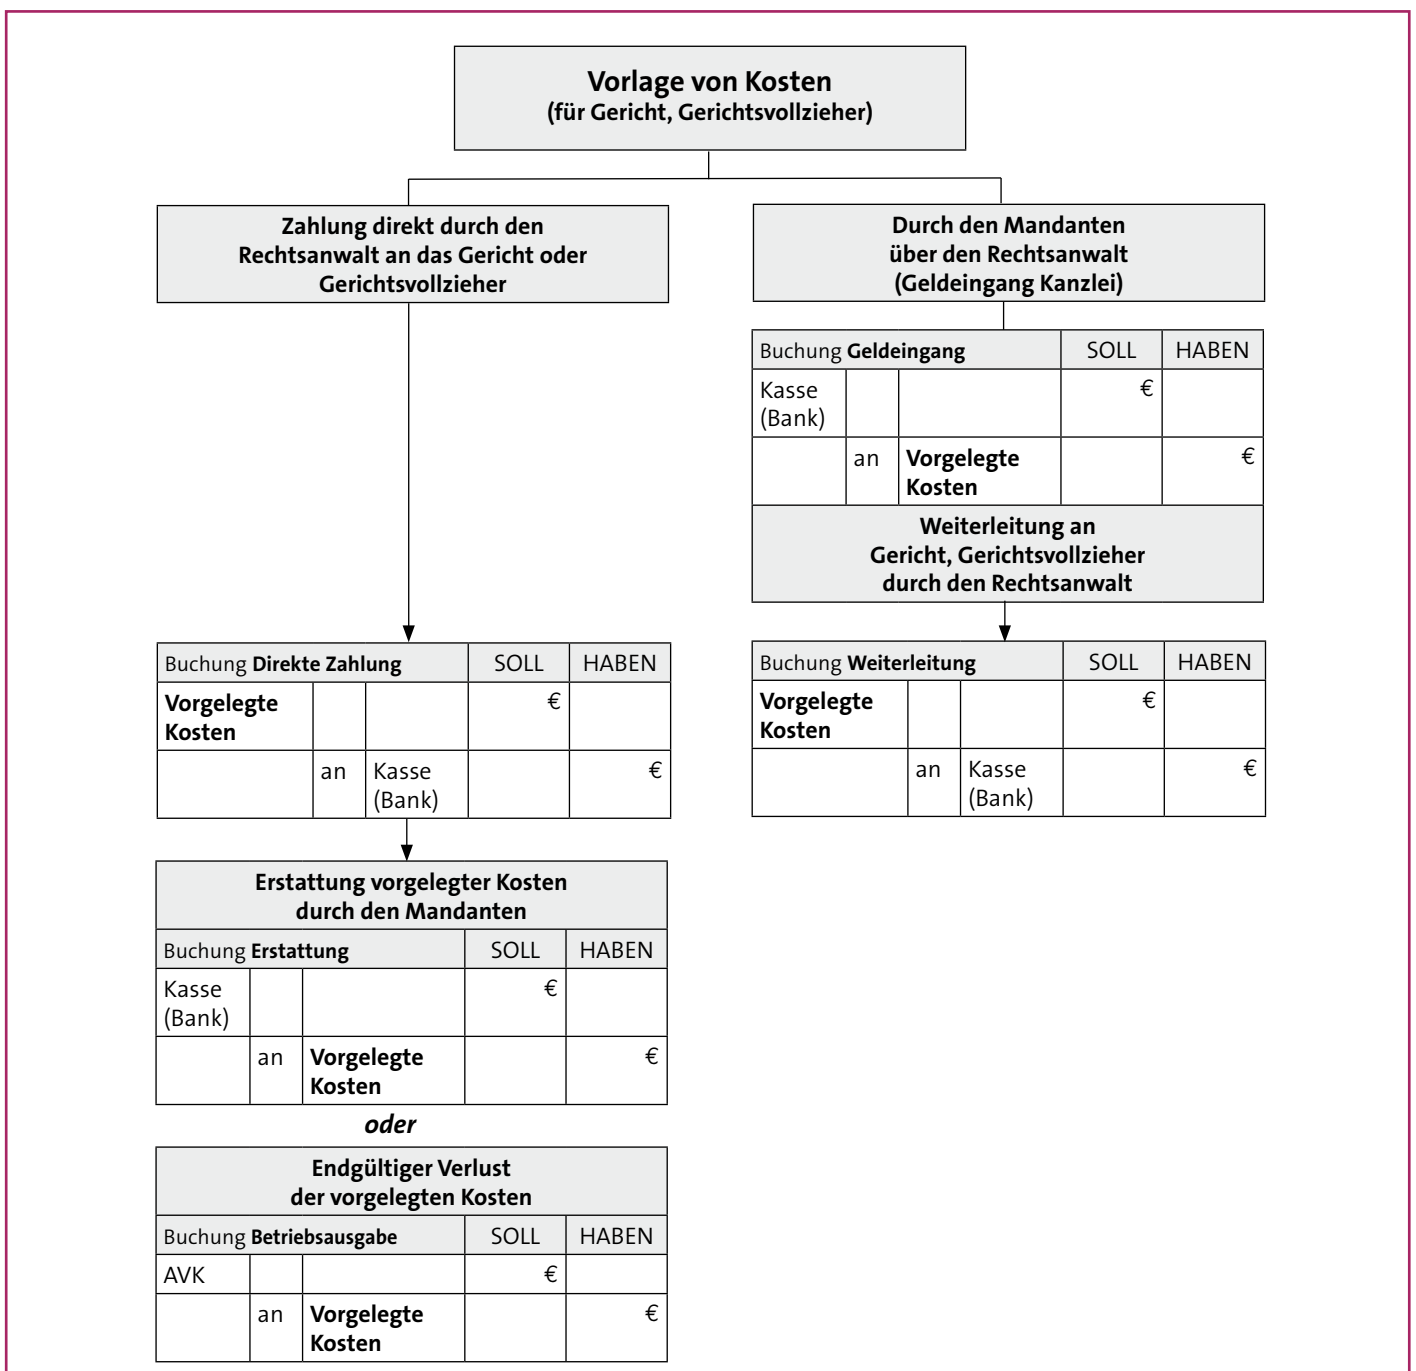 Vorlage von Kosten
(für Gericht, Gerichtsvollzieher)
Zahlung direkt durch den
Rechtsanwalt an das Gericht oder
Gerichtsvollzieher
Durch den Mandanten
über den Rechtsanwalt
(Geldeingang Kanzlei)
Buchung Geldeingang SOLL HABEN
Kasse €
(Bank)
an Vorgelegte €
Kosten
Weiterleitung an
Gericht, Gerichtsvollzieher
durch den Rechtsanwalt
Buchung Direkte Zahlung SOLL HABEN
Vorgelegte €
Kosten
an Kasse €
(Bank)
Buchung Weiterleitung SOLL HABEN
Vorgelegte €
Kosten
an Kasse €
(Bank)
Erstattung vorgelegter Kosten
durch den Mandanten
Buchung Erstattung SOLL HABEN
Kasse €
(Bank)
an Vorgelegte €
Kosten
oder
Endgültiger Verlust
der vorgelegten Kosten
Buchung Betriebsausgabe SOLL HABEN
AVK €
an Vorgelegte €
Kosten